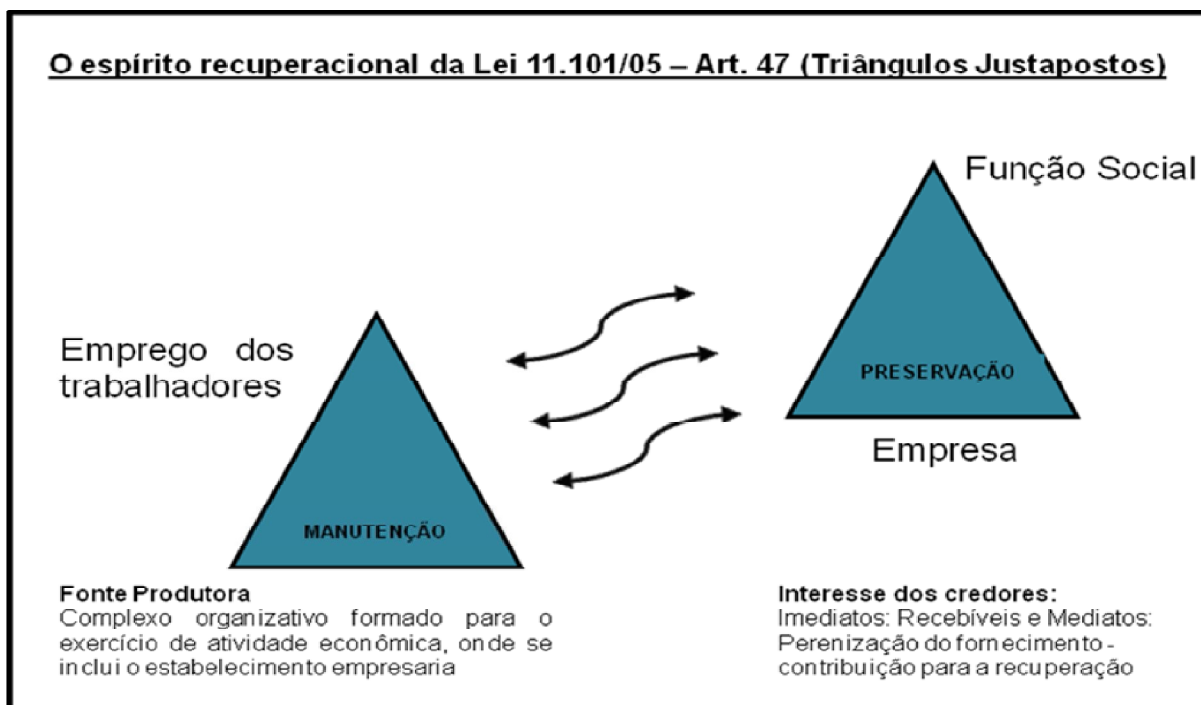 O espírito recuperacional da Lei 11.101/05 – Art. 47 (Triângulos Justapostos)
Função Social
Emprego dos
trabalhadores
PRESERVAÇÃO
Empresa
MANUTENÇÃO
Fonte Produtora
Complexo organizativo formado para o
exercício de atividade econômica, onde se
inclui o estabelecimento empresaria
Interesse dos credores:
Imediatos: Recebíveis e Mediatos:
Perenização do fornecimento -
contribuição para a recuperação